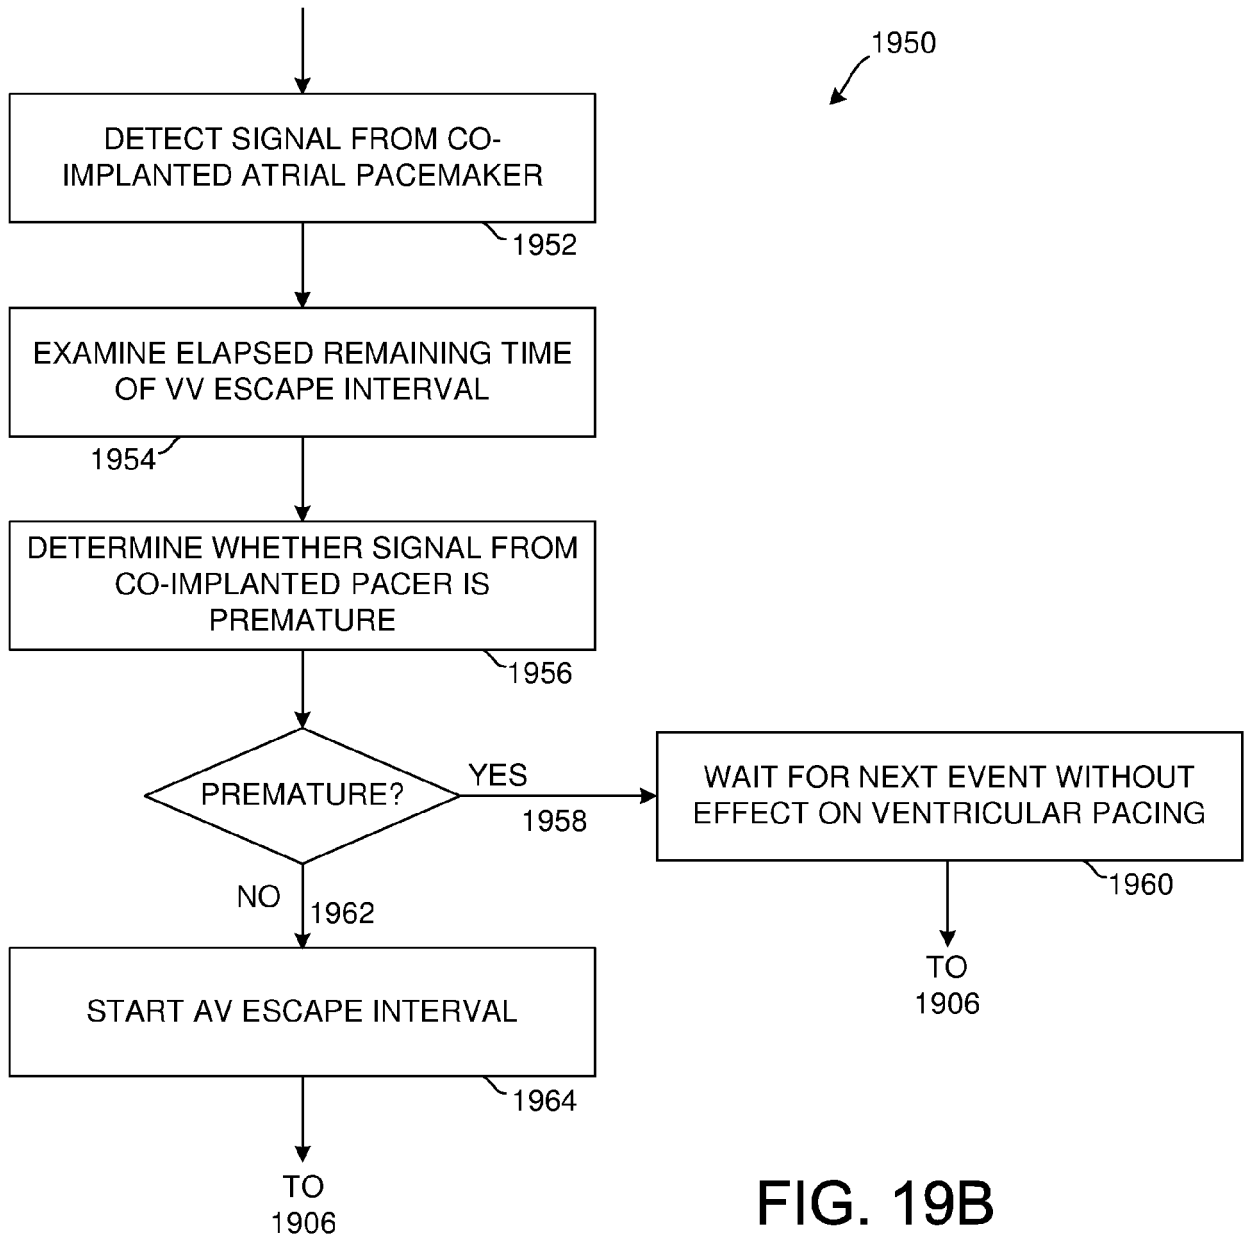 1950
DETECT SIGNAL FROM CO-
IMPLANTED ATRIAL PACEMAKER
1952
EXAMINE ELAPSED REMAINING TIME
OF VV ESCAPE INTERVAL
1954
DETERMINE WHETHER SIGNAL FROM
CO-IMPLANTED PACER IS
PREMATURE
1956
PREMATURE?
YES
1958
WAIT FOR NEXT EVENT WITHOUT
EFFECT ON VENTRICULAR PACING
1960
TO
1906
NO
1962
START AV ESCAPE INTERVAL
1964
TO
1906
FIG. 19B